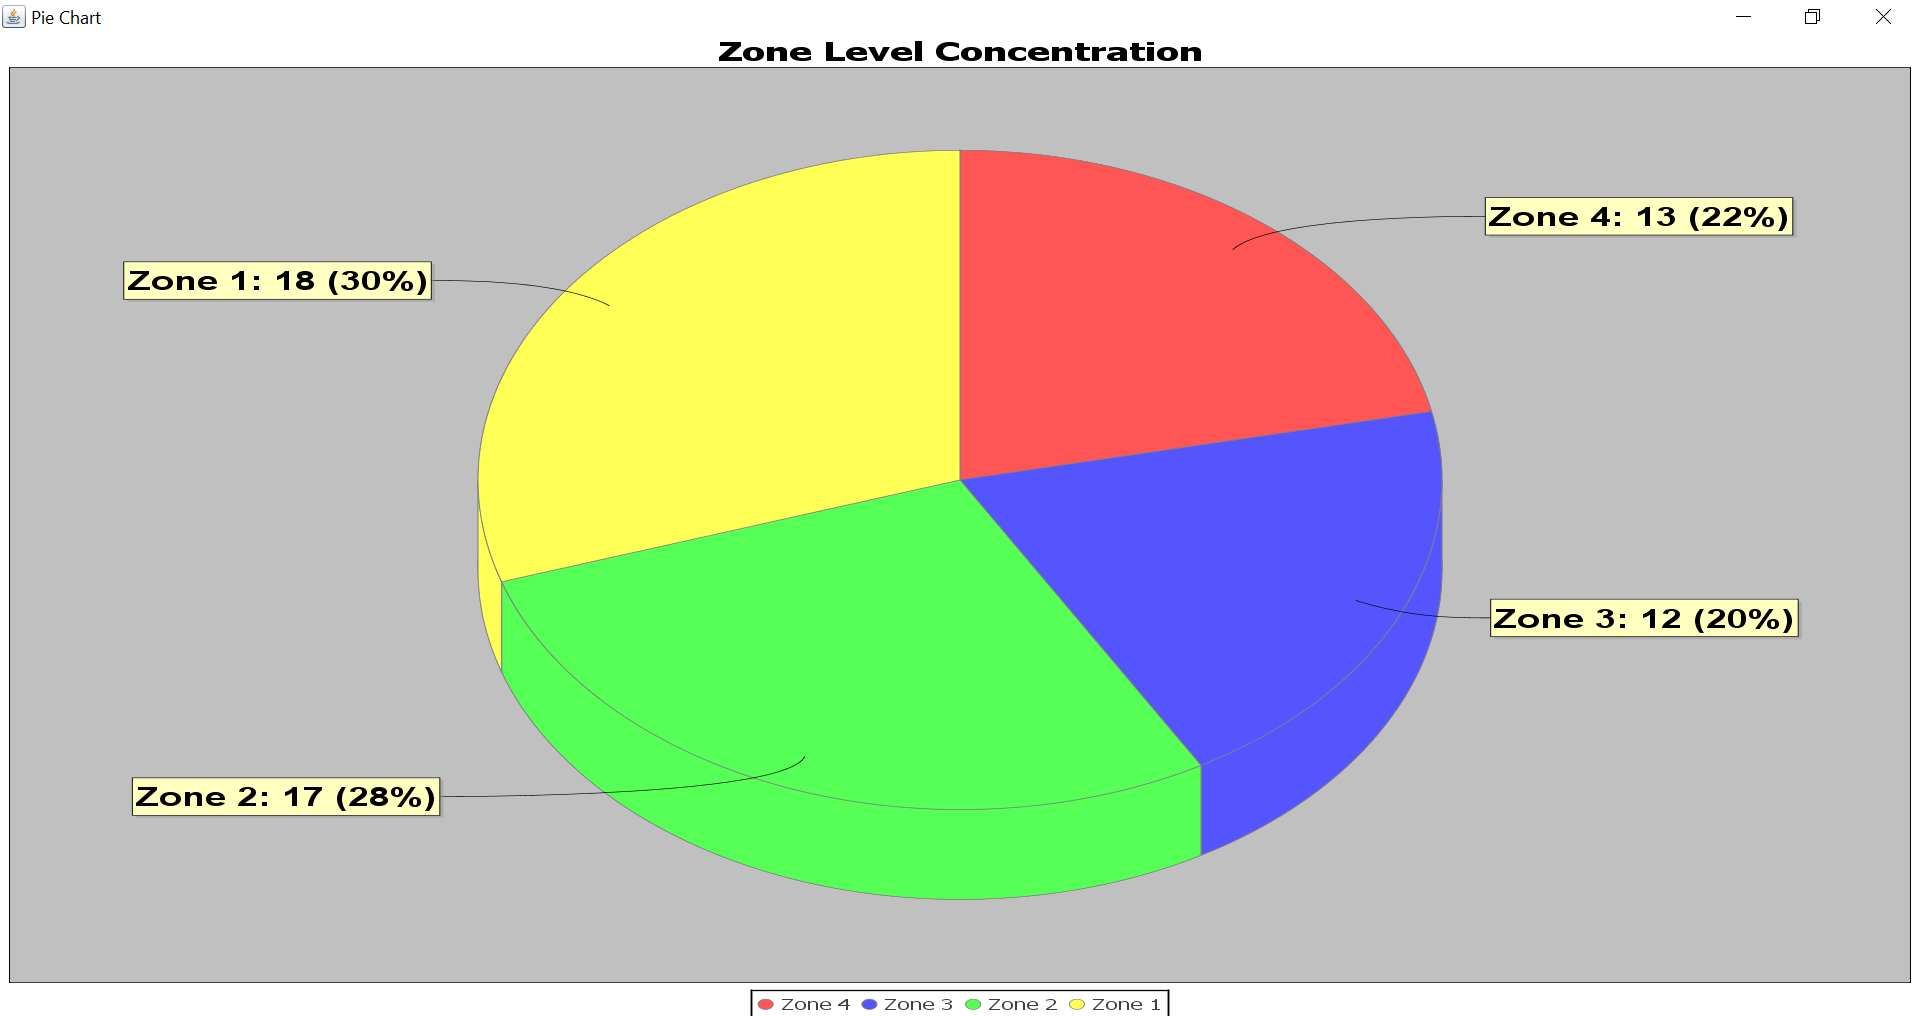 Pie Chart
Zone Level Concentration
Zone 4: 13 (22%)
Zone 1: 18 (30%)
Zone 3: 12 (20%)
Zone 2: 17 (28%)
Zone 4 Zone 3 Zone 2 Zone 1